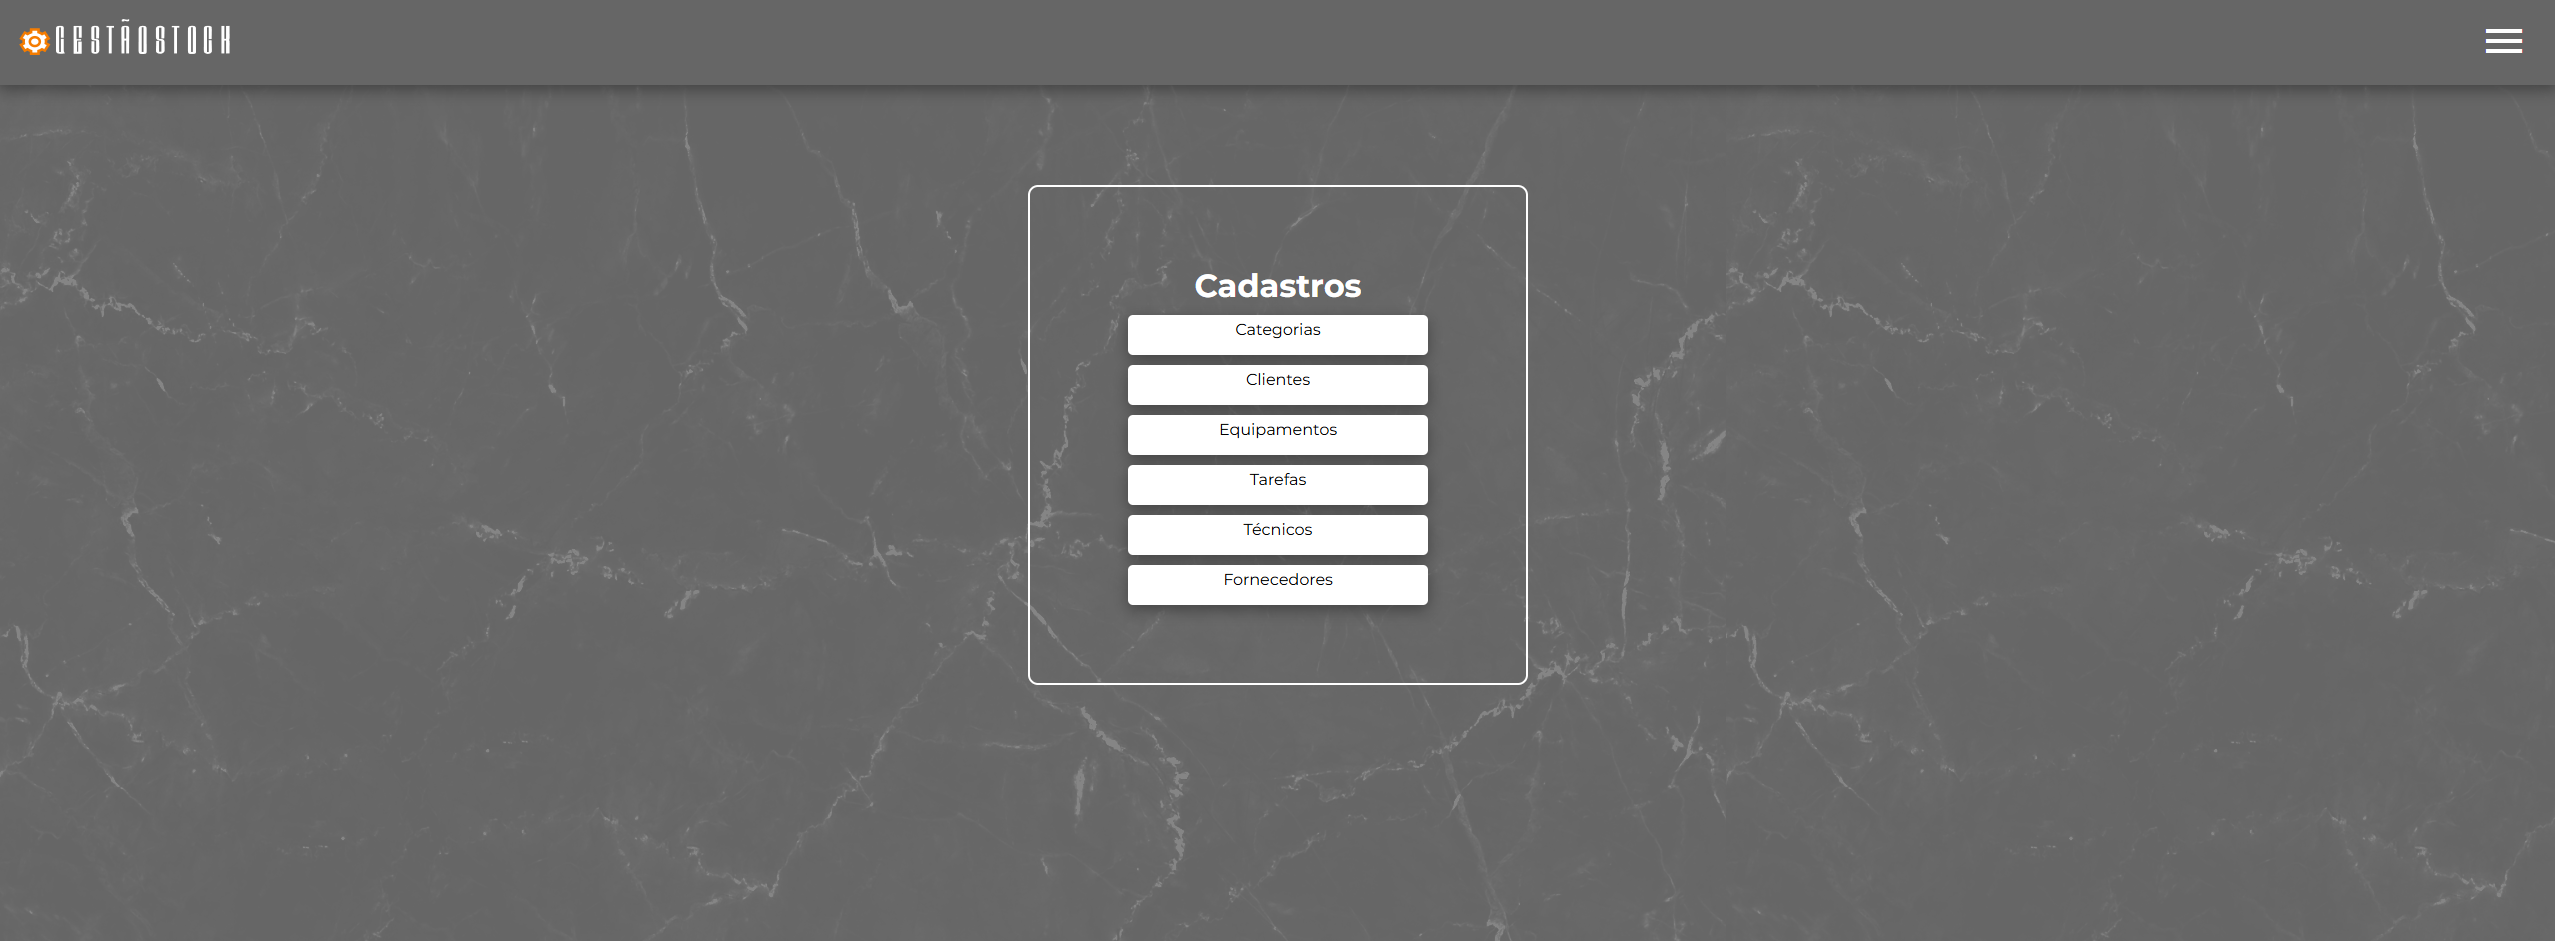 GESTÃOSTOCK
Cadastros
Categorias
Clientes
Equipamentos
Tarefas
Técnicos
Fornecedores